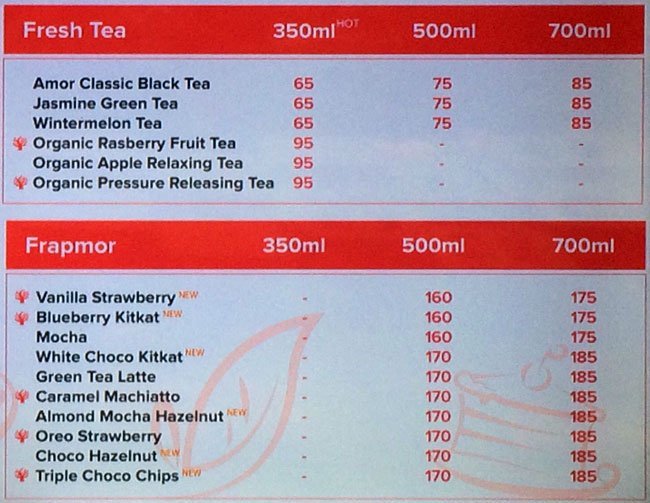 Fresh Tea 350ml HOT 500ml 700ml
Amor Classic Black Tea 65 75 85
Jasmine Green Tea 65 75 85
Wintermelon Tea 65 75 85
Organic Rasberry Fruit Tea 95 - -
Organic Apple Relaxing Tea 95 - -
Organic Pressure Releasing Tea 95 - -
Frapmor 350ml 500ml 700ml
Vanilla Strawberry NEW - 160 175
Blueberry Kitkat NEW - 160 175
Mocha - 160 175
White Choco Kitkat NEW - 170 185
Green Tea Latte - 170 185
Caramel Machiatto - 170 185
Almond Mocha Hazelnut NEW - 170 185
Oreo Strawberry - 170 185
Choco Hazelnut NEW - 170 185
Triple Choco Chips NEW - 170 185